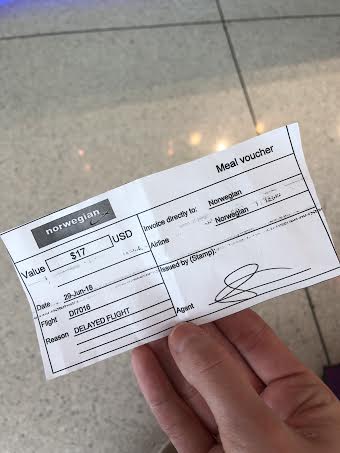 norwegian
Meal voucher
Value $17 USD
Invoice directly to: Norwegian
Airline Norwegian
Date 29-Jun-18
Flight DI7016
Reason DELAYED FLIGHT
Issued by (Stamp):
Agent